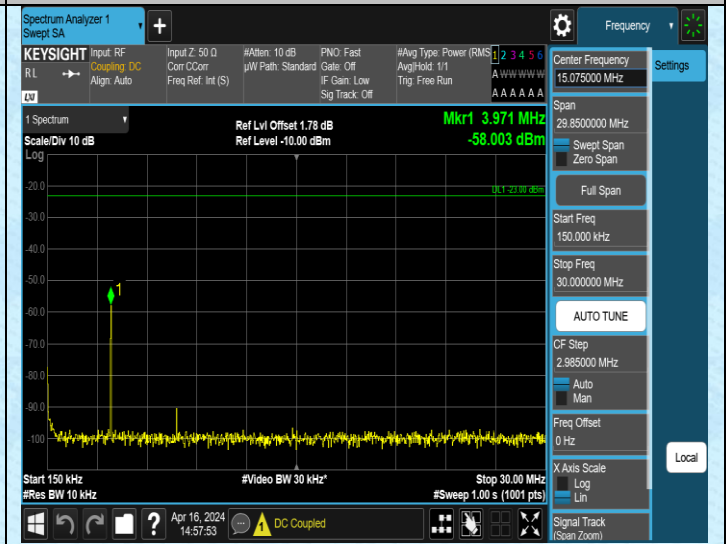 Spectrum Analyzer 1
Swept SA
Frequency
KEYSIGHT
RL
LXI
Input: RF
Coupling: DC
Align: Auto
Input Z: 50 Ω
Corr CCorr
Freq Ref: Int (S)
#Atten: 10 dB
µW Path: Standard
PNO: Fast
Gate: Off
IF Gain: Low
Sig Track: Off
#Avg Type: Power (RMS
Avg|Hold: 1/1
Trig: Free Run
1 2 3 4 5 6
A W W W W W
A A A A A A
1 Spectrum
Scale/Div 10 dB
Log
Ref Lvl Offset 1.78 dB
Ref Level -10.00 dBm
Mkr1 3.971 MHz
-58.003 dBm
DL1 -23.00 dBm
-20.0
-30.0
-40.0
-50.0
-60.0
-70.0
-80.0
-90.0
-100
1
Start 150 kHz
#Res BW 10 kHz
#Video BW 30 kHz*
Stop 30.00 MHz
#Sweep 1.00 s (1001 pts)
?
Apr 16, 2024
14:57:53
DC Coupled
Center Frequency
15.075000 MHz
Span
29.8500000 MHz
Swept Span
Zero Span
Full Span
Start Freq
150.000 kHz
Stop Freq
30.000000 MHz
AUTO TUNE
CF Step
2.985000 MHz
Auto
Man
Freq Offset
0 Hz
X Axis Scale
Log
Lin
Signal Track
(Span Zoom)
Settings
Local